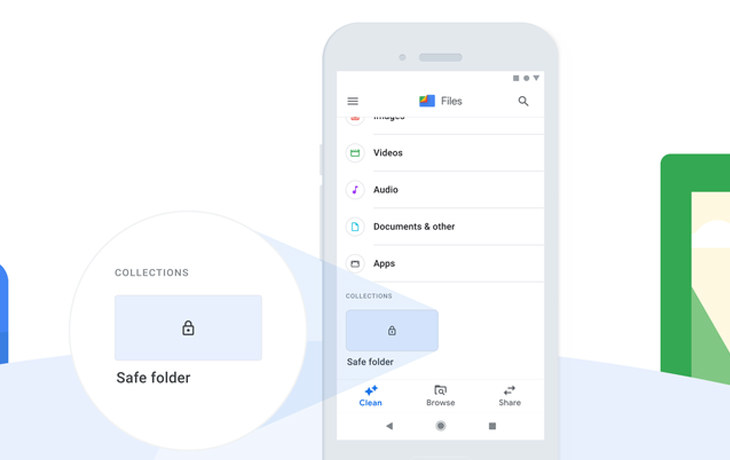 Files
Images
Videos
Audio
Documents & other
Apps
COLLECTIONS
Safe folder
Clean Browse Share
COLLECTIONS
Safe folder